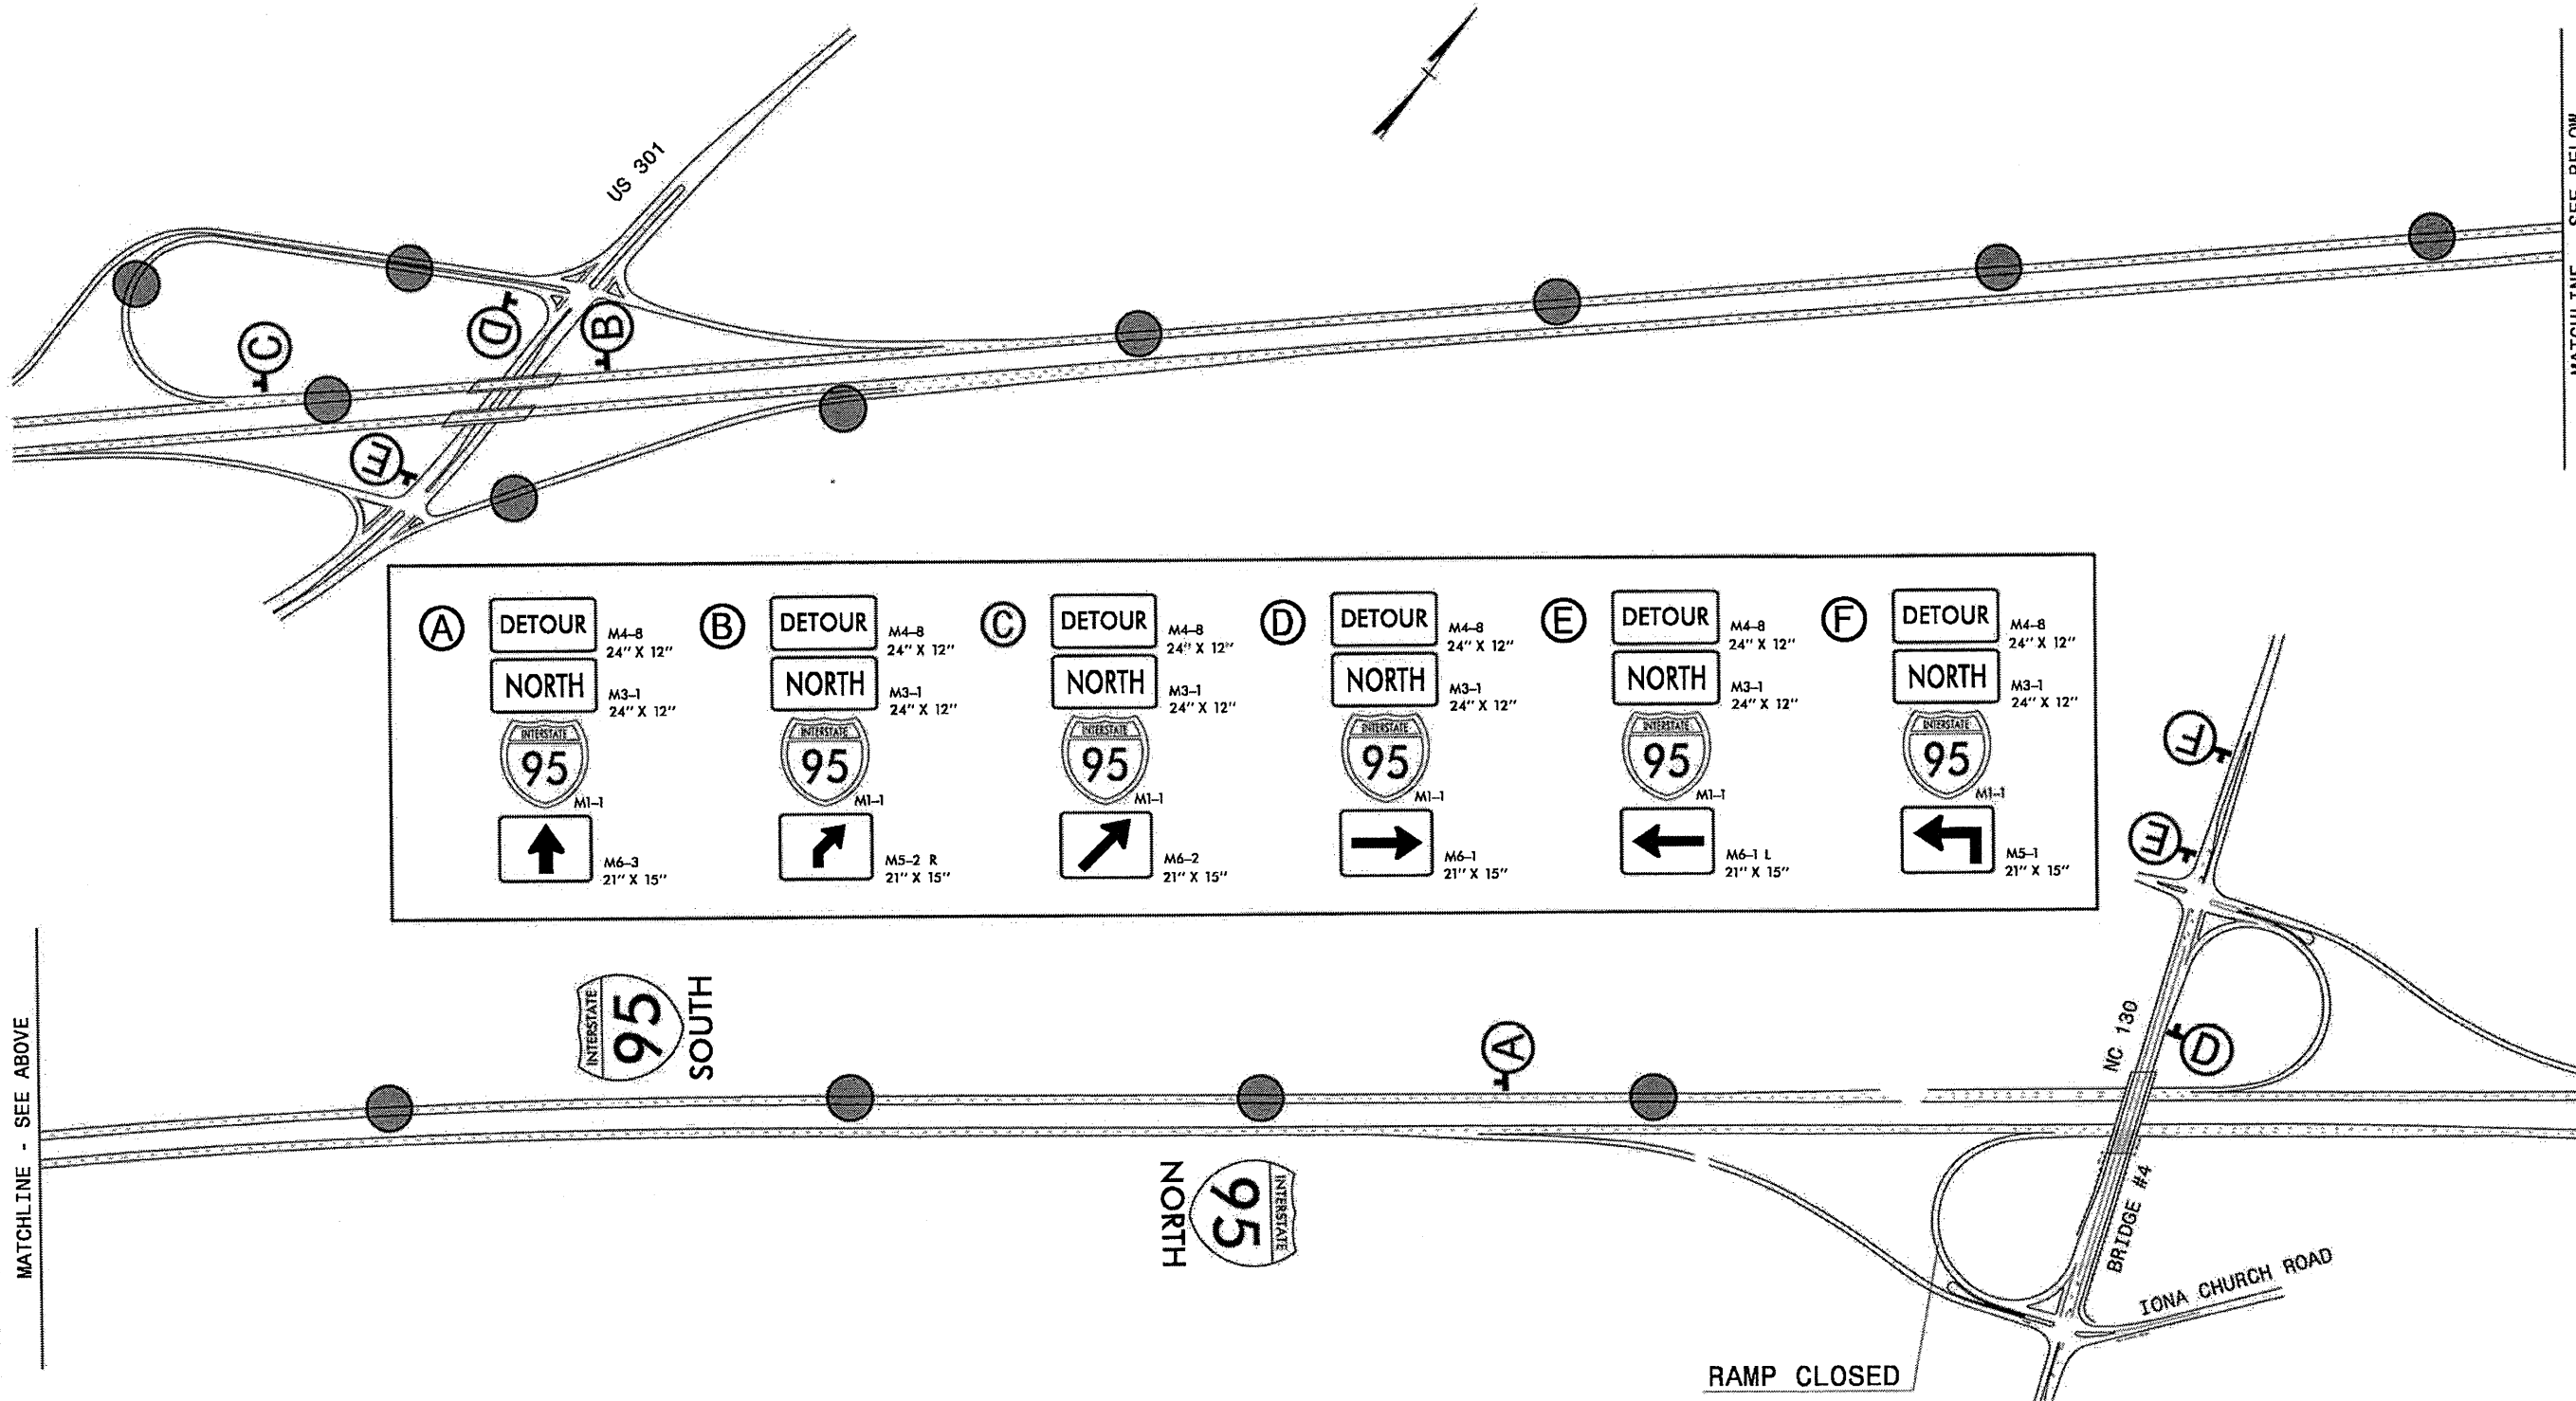 US 301
MATCHLINE - SEE BELOW
C
D
B
E
A
DETOUR
M4-8
24" X 12"
NORTH
M3-1
24" X 12"
INTERSTATE
95
M1-1
M6-3
21" X 15"
B
DETOUR
M4-8
24" X 12"
NORTH
M3-1
24" X 12"
INTERSTATE
95
M1-1
M5-2 R
21" X 15"
C
DETOUR
M4-8
24" X 12"
NORTH
M3-1
24" X 12"
INTERSTATE
95
M1-1
M6-2
21" X 15"
D
DETOUR
M4-8
24" X 12"
NORTH
M3-1
24" X 12"
INTERSTATE
95
M1-1
M6-1
21" X 15"
E
DETOUR
M4-8
24" X 12"
NORTH
M3-1
24" X 12"
INTERSTATE
95
M1-1
M6-1 L
21" X 15"
F
DETOUR
M4-8
24" X 12"
NORTH
M3-1
24" X 12"
INTERSTATE
95
M1-1
M5-1
21" X 15"
F
E
D
MATCHLINE - SEE ABOVE
INTERSTATE
95
SOUTH
A
NORTH
95
INTERSTATE
NC 130
BRIDGE #4
IONA CHURCH ROAD
RAMP CLOSED